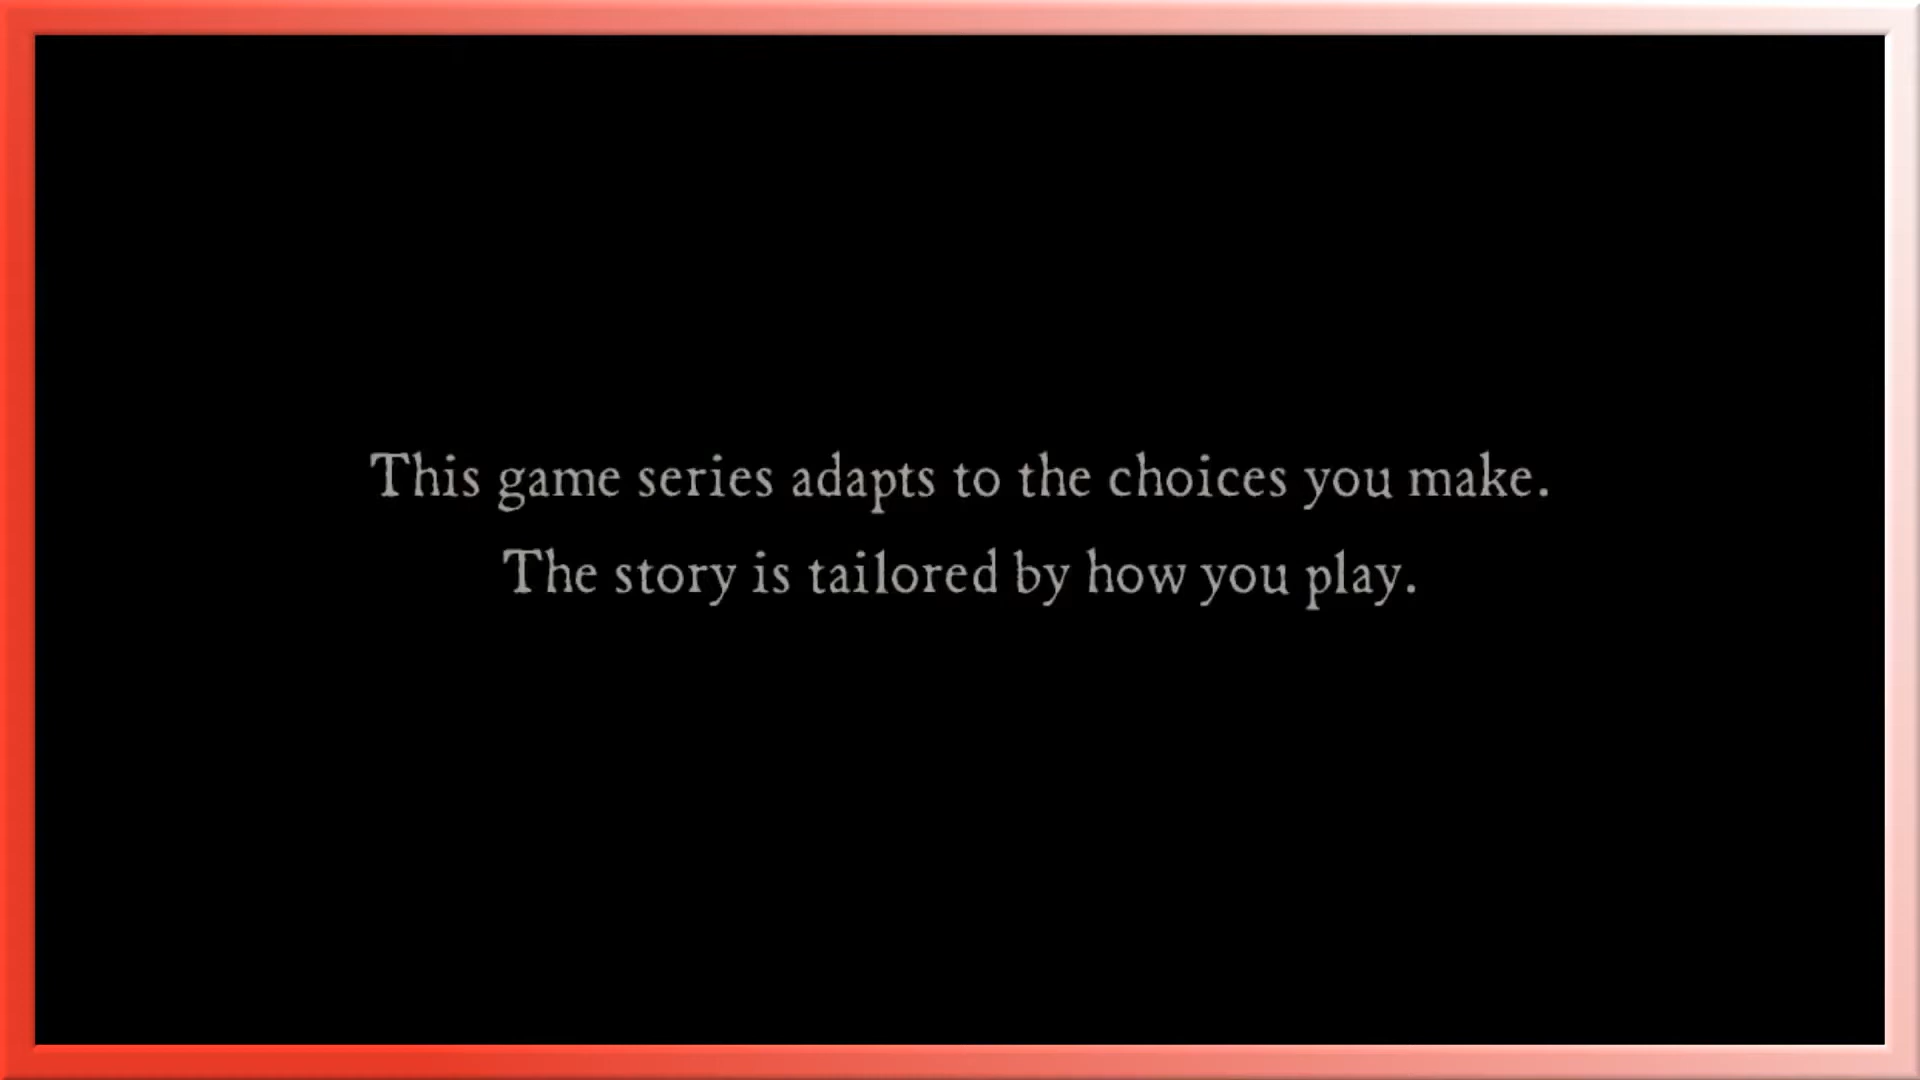 This game series adapts to the choices you make.
The story is tailored by how you play.